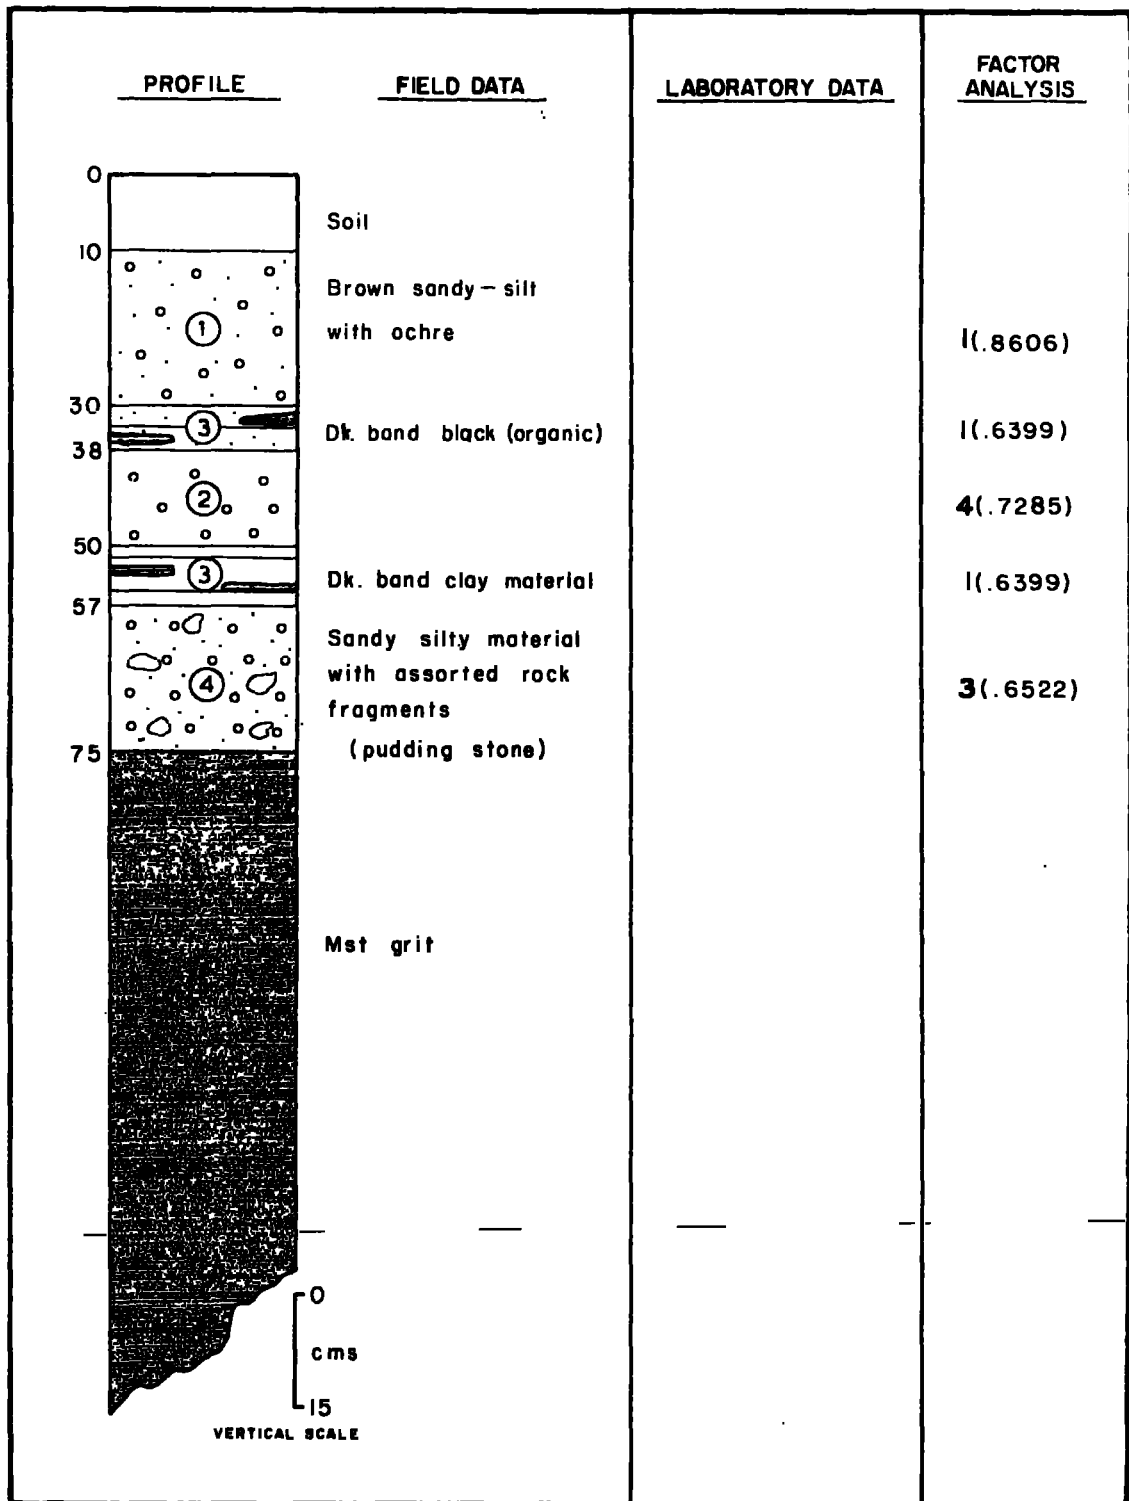 PROFILE FIELD DATA LABORATORY DATA FACTOR ANALYSIS
0
Soil
10
Brown sandy-silt
with ochre
1
1(.8606)
30
3
Dk. band black (organic)
1(.6399)
38
2
4(.7285)
50
3
Dk. band clay material
1(.6399)
57
Sandy silty material
with assorted rock
4
3(.6522)
fragments
(pudding stone)
75
Mst grit
0
cms
15
VERTICAL SCALE